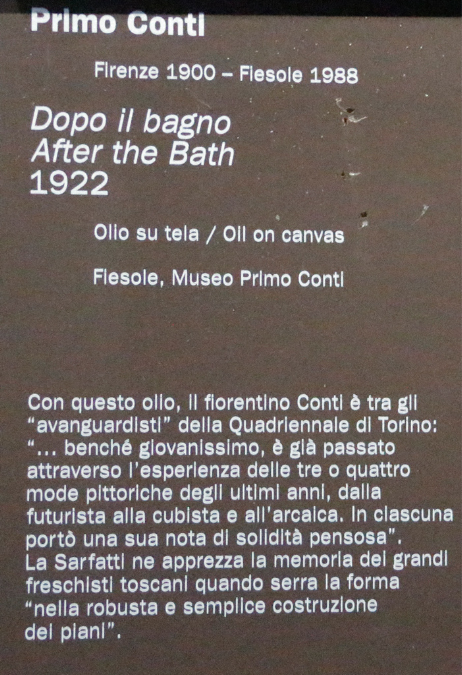 Primo Conti
Firenze 1900 – Fiesole 1988
Dopo il bagno
After the Bath
1922
Olio su tela / Oil on canvas
Fiesole, Museo Primo Conti
Con questo olio, il fiorentino Conti è tra gli
“avanguardisti” della Quadriennale di Torino:
“... benché giovanissimo, è già passato
attraverso l’esperienza delle tre o quattro
mode pittoriche degli ultimi anni, dalla
futurista alla cubista e all’arcaica. In ciascuna
portò una sua nota di solidità pensosa”.
La Sarfatti ne apprezza la memoria dei grandi
freschisti toscani quando serra la forma
“nella robusta e semplice costruzione
dei piani”.